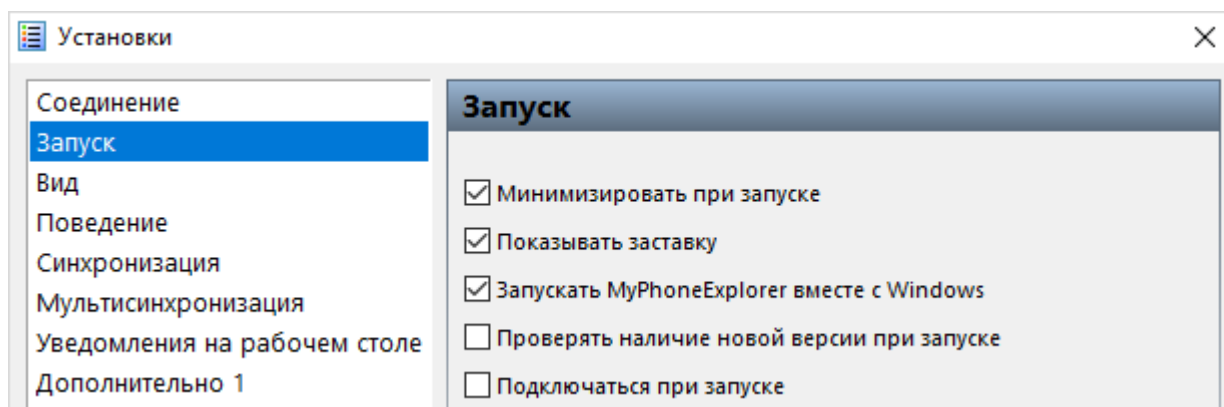 Установки
Соединение
Запуск
Вид
Поведение
Синхронизация
Мультисинхронизация
Уведомления на рабочем столе
Дополнительно 1
Запуск
Минимизировать при запуске
Показывать заставку
Запускать MyPhoneExplorer вместе с Windows
Проверять наличие новой версии при запуске
Подключаться при запуске